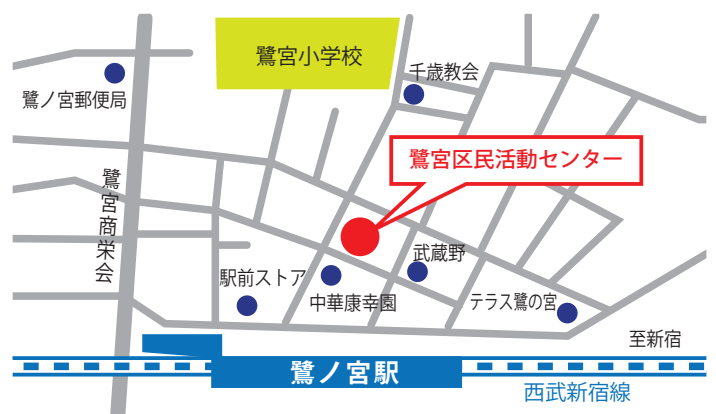 鷺宮小学校
千歳教会
鷺ノ宮郵便局
鷺宮区民活動センター
鷺宮商栄会
武蔵野
駅前ストア
中華康幸園
テラス鷺の宮
至新宿
鷺ノ宮駅
西武新宿線